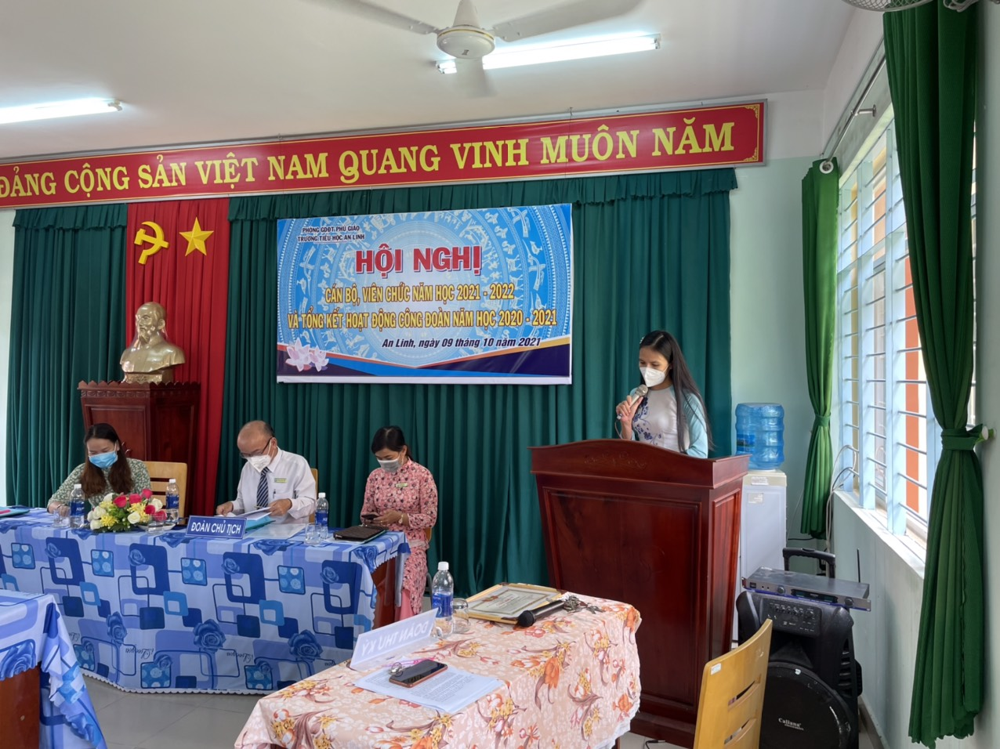 ĐẢNG CỘNG SẢN VIỆT NAM QUANG VINH MUÔN NĂM
PHÒNG GDĐT PHÚ GIÁO
TRƯỜNG TIỂU HỌC AN LINH
HỘI NGHỊ
CÁN BỘ, VIÊN CHỨC NĂM HỌC 2021 - 2022
VÀ TỔNG KẾT HOẠT ĐỘNG CÔNG ĐOÀN NĂM HỌC 2020 - 2021
An Linh, ngày 09 tháng 10 năm 2021
ĐOÀN CHỦ TỊCH
ĐOÀN THƯ KÝ
Caliana